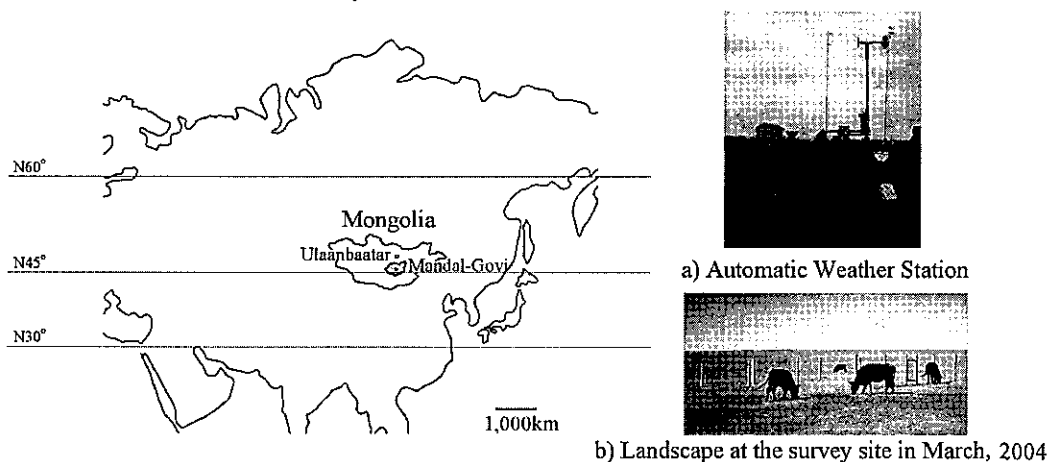 N60°
Mongolia
Ulaanbaatar
Mandal-Govi
N45°
N30°
1,000km
a) Automatic Weather Station
b) Landscape at the survey site in March, 2004